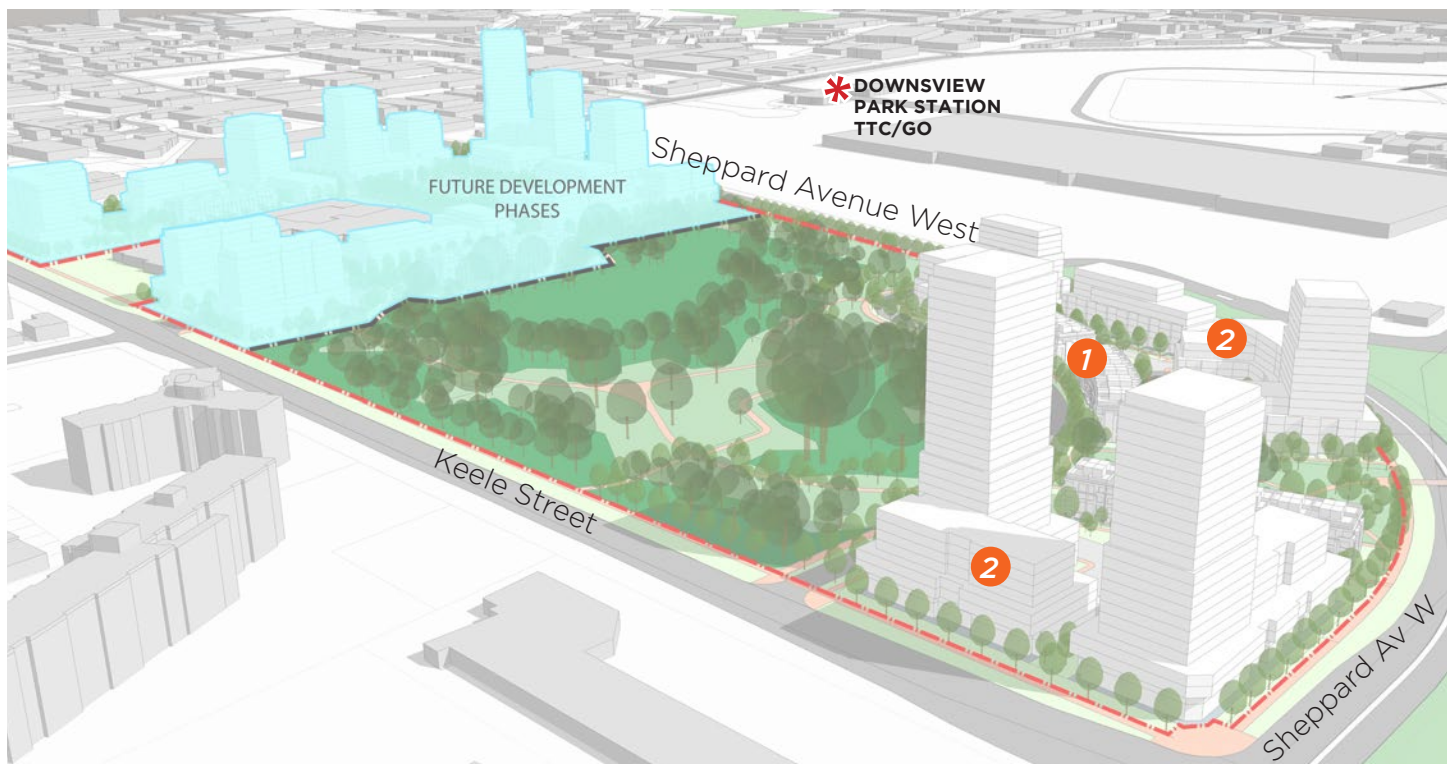 DOWNSVIEW
PARK STATION
TTC/GO
Sheppard Avenue West
FUTURE DEVELOPMENT
PHASES
2
1
Keele Street
2
Sheppard Av W